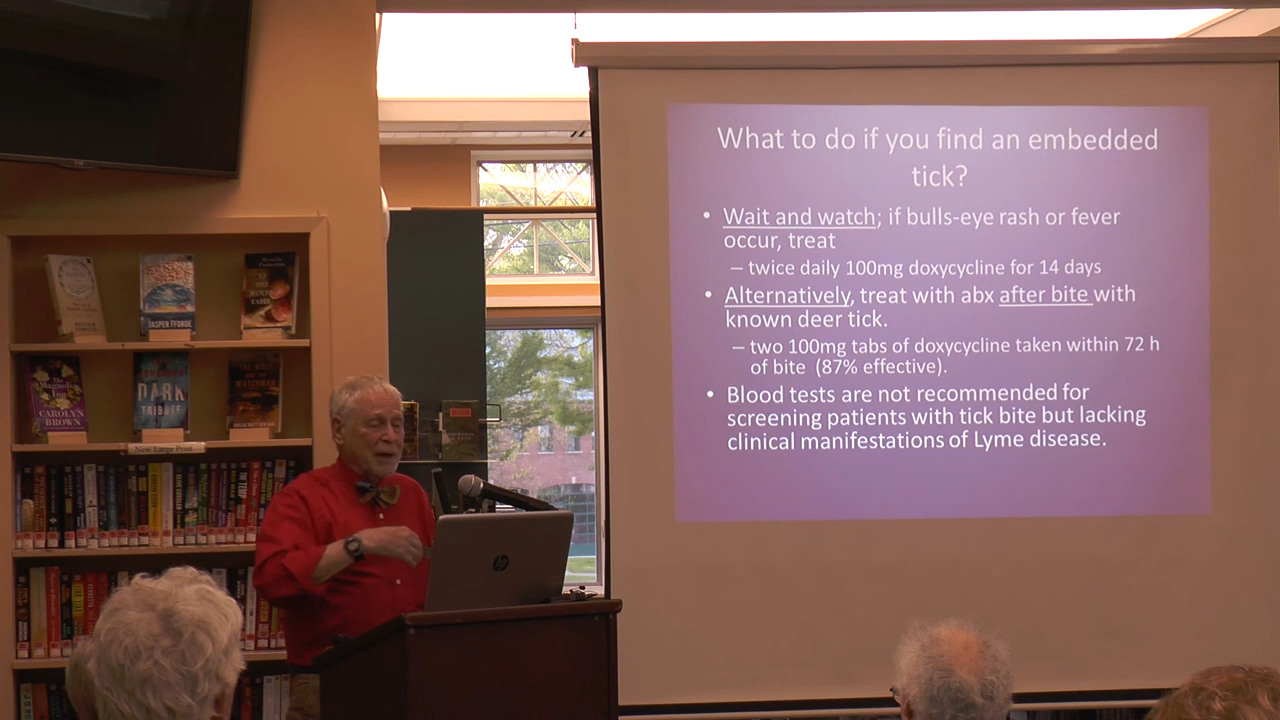 What to do if you find an embedded
tick?
• Wait and watch; if bulls-eye rash or fever
occur, treat
– twice daily 100mg doxycycline for 14 days
• Alternatively, treat with abx after bite with
known deer tick.
– two 100mg tabs of doxycycline taken within 72 h
of bite (87% effective).
• Blood tests are not recommended for
screening patients with tick bite but lacking
clinical manifestations of Lyme disease.
JASPER FFORDE
The
Magnolia
Inn
CAROLYN
BROWN
DARK
TRIBUTE
New Large Print
hp